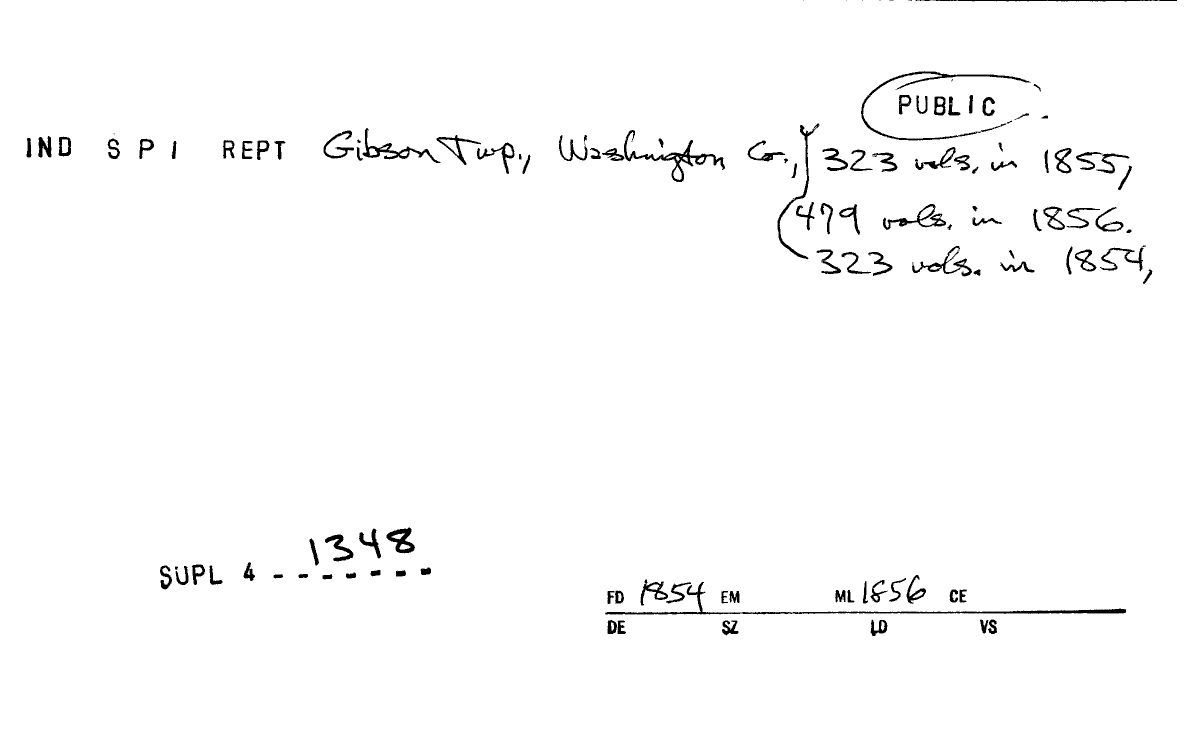 PUBLIC
IND S P I REPT Gibson Twp., Washington Co., 323 vols. in 1855,
479 vols. in 1856.
323 vols. in 1854,
1348
SUPL 4 - - - - - - -
FD 1854 EM ML 1856 CE
DE SZ LD VS